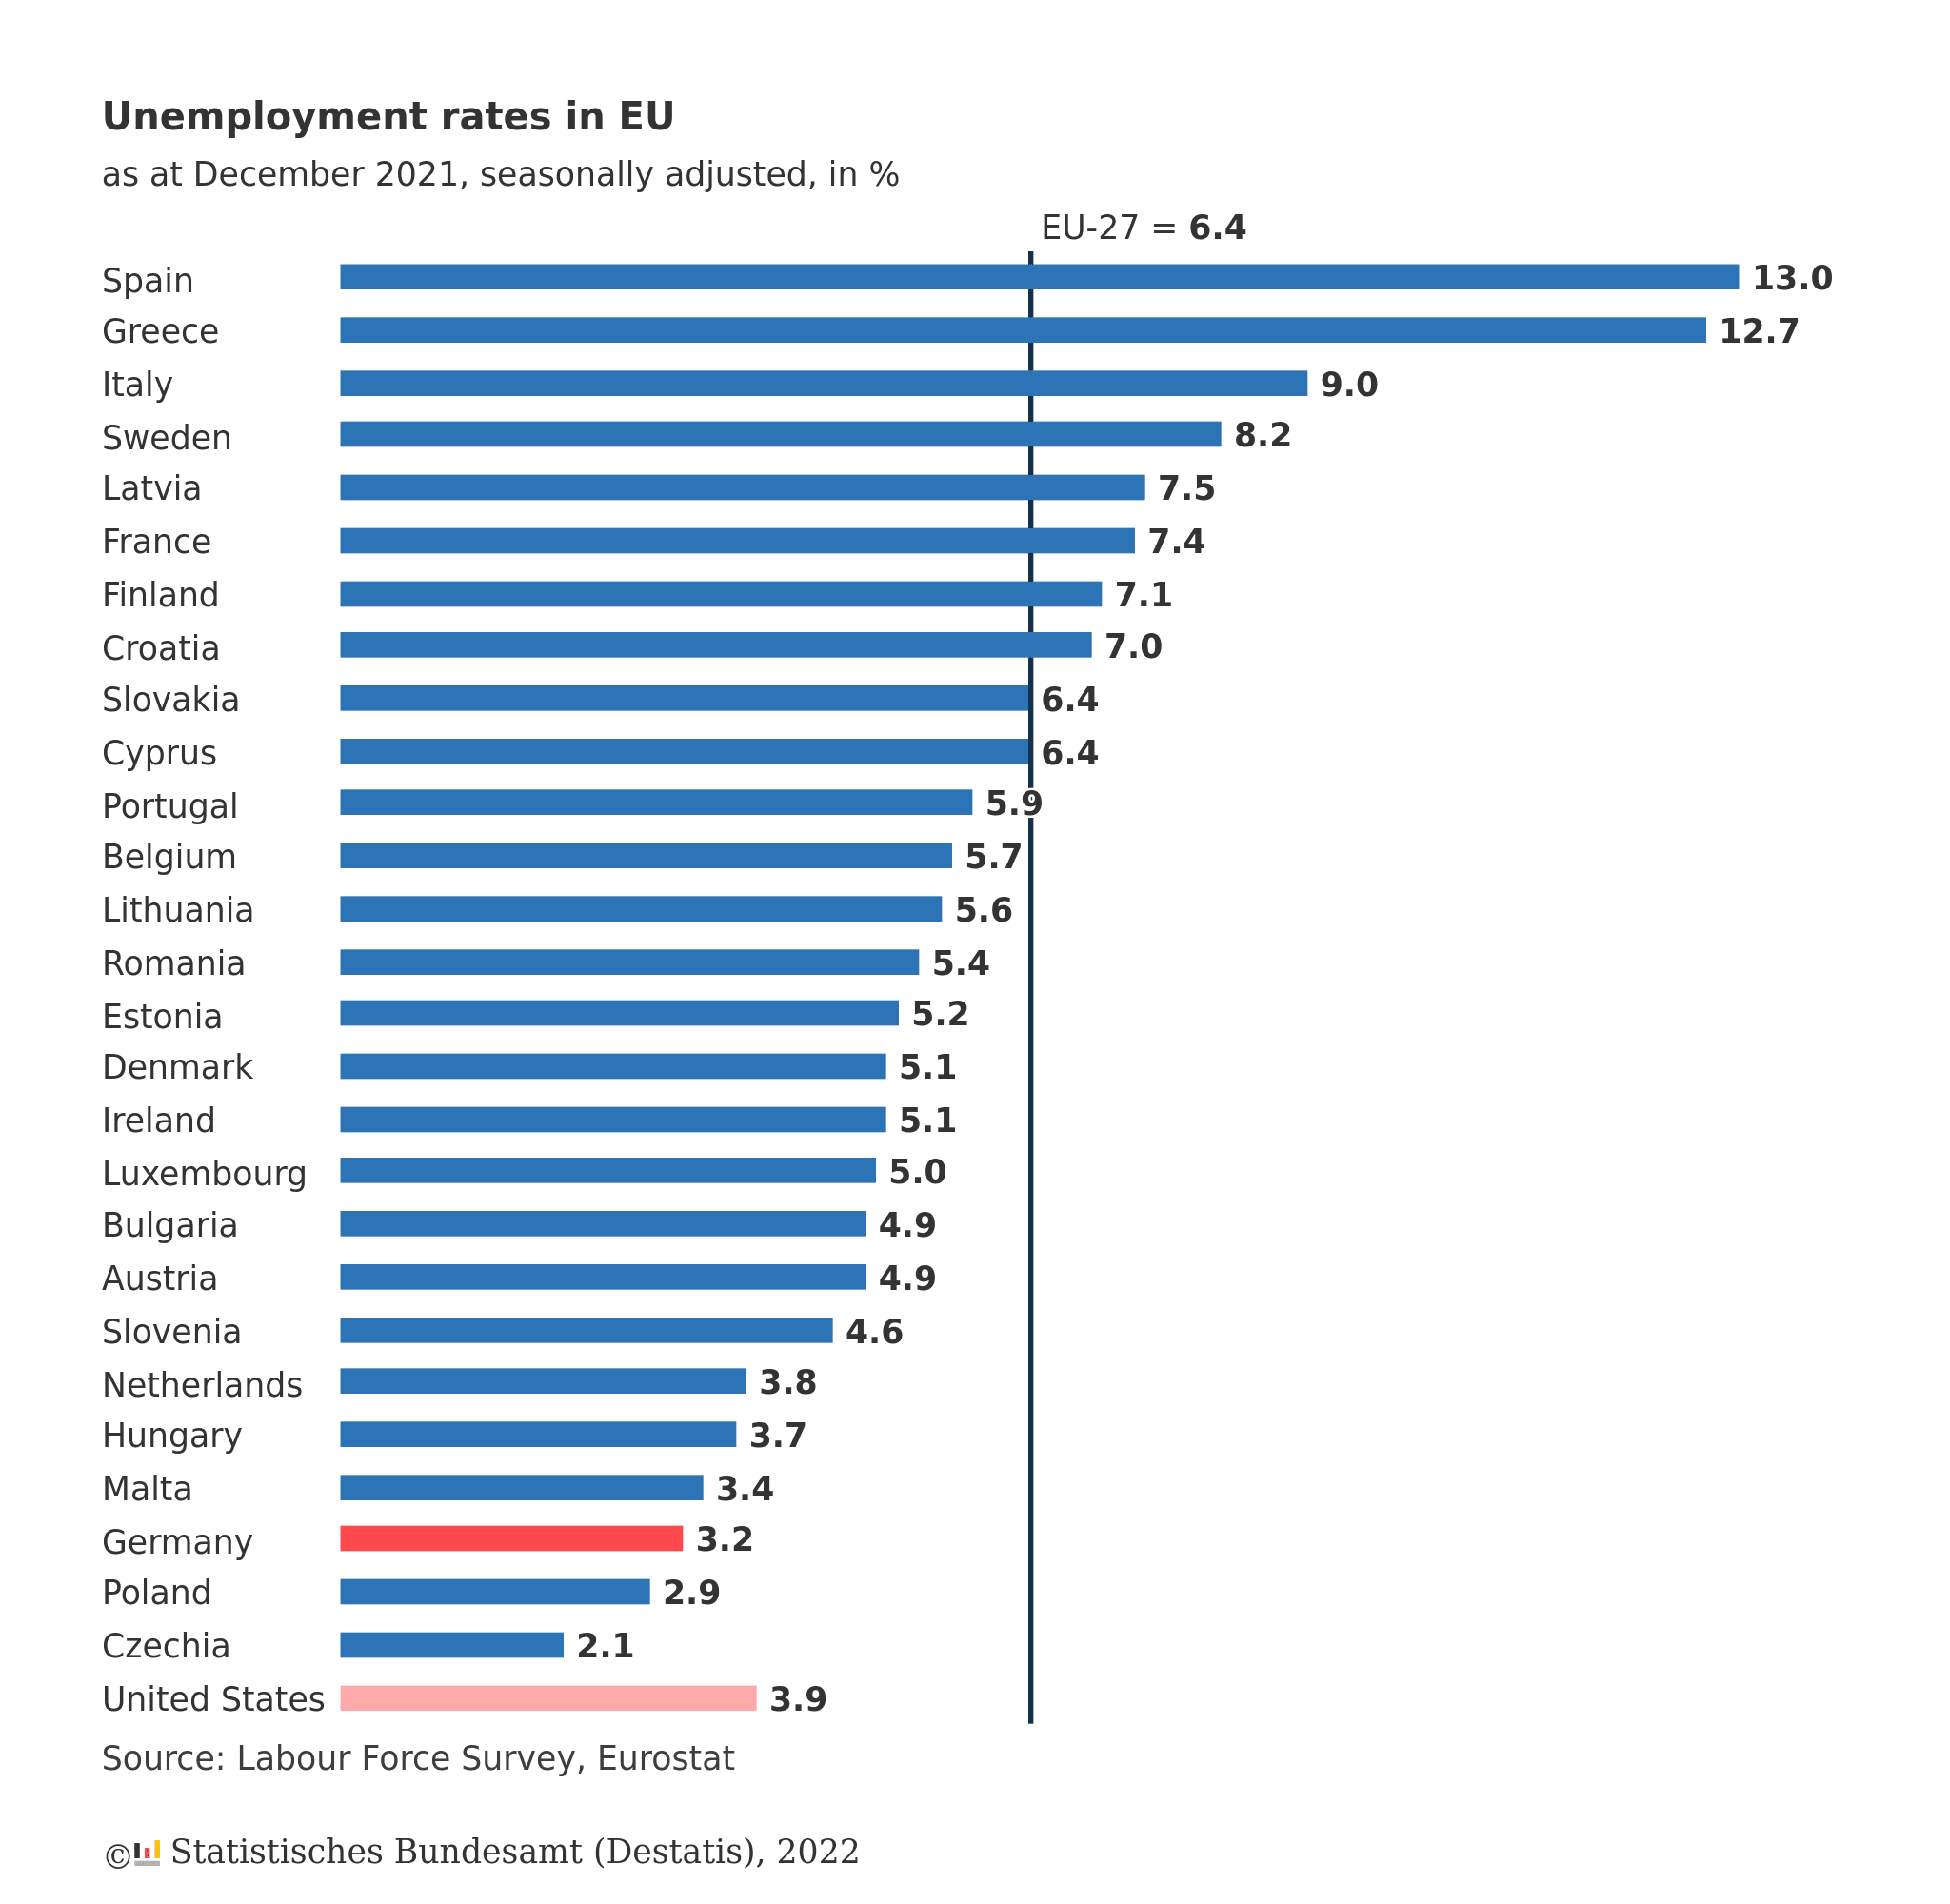 Unemployment rates in EU
as at December 2021, seasonally adjusted, in %
EU-27 = 6.4
Spain 13.0
Greece 12.7
Italy 9.0
Sweden 8.2
Latvia 7.5
France 7.4
Finland 7.1
Croatia 7.0
Slovakia 6.4
Cyprus 6.4
Portugal 5.9
Belgium 5.7
Lithuania 5.6
Romania 5.4
Estonia 5.2
Denmark 5.1
Ireland 5.1
Luxembourg 5.0
Bulgaria 4.9
Austria 4.9
Slovenia 4.6
Netherlands 3.8
Hungary 3.7
Malta 3.4
Germany 3.2
Poland 2.9
Czechia 2.1
United States 3.9
Source: Labour Force Survey, Eurostat
© Statistisches Bundesamt (Destatis), 2022